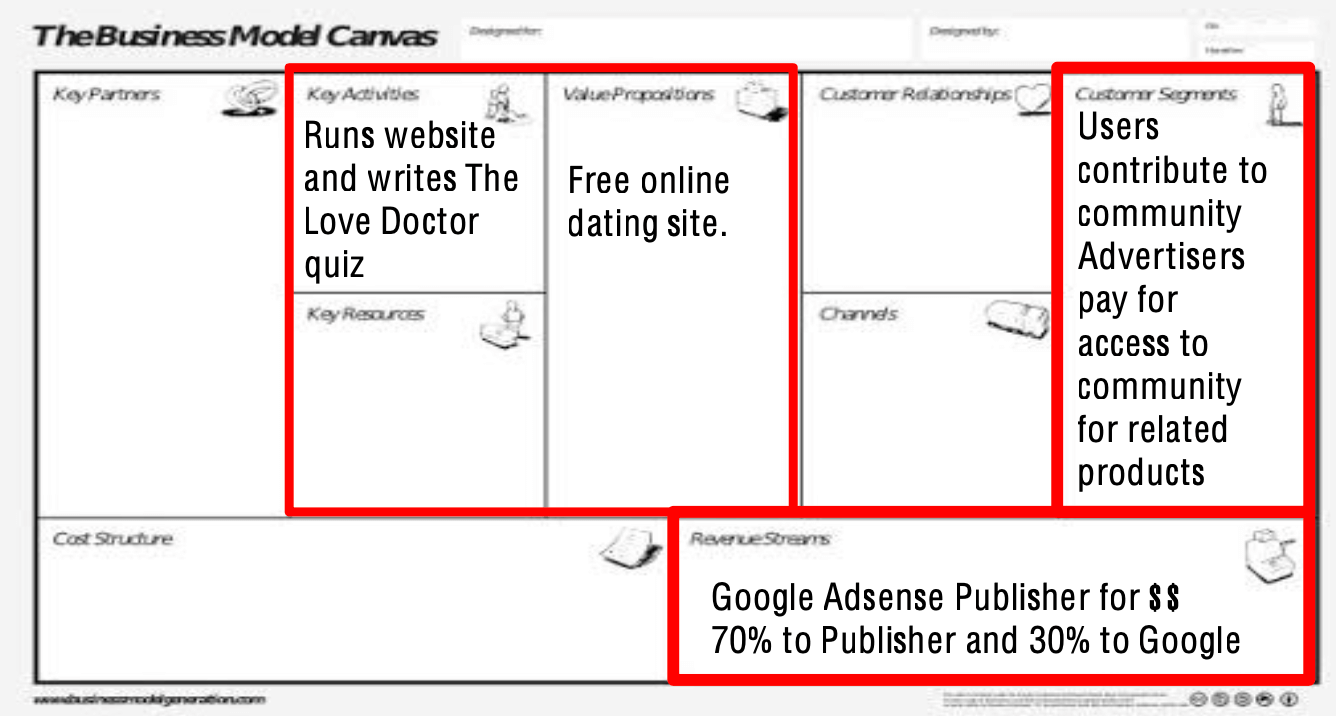 The Business Model Canvas
Designed for:
Designed by:
On:
Iteration:
Key Partners
Key Activities
Runs website
and writes The
Love Doctor
quiz
Key Resources
Value Propositions
Free online
dating site.
Customer Relationships
Channels
Customer Segments
Users
contribute to
community
Advertisers
pay for
access to
community
for related
products
Cost Structure
Revenue Streams
Google Adsense Publisher for $$
70% to Publisher and 30% to Google
www.businessmodelgeneration.com